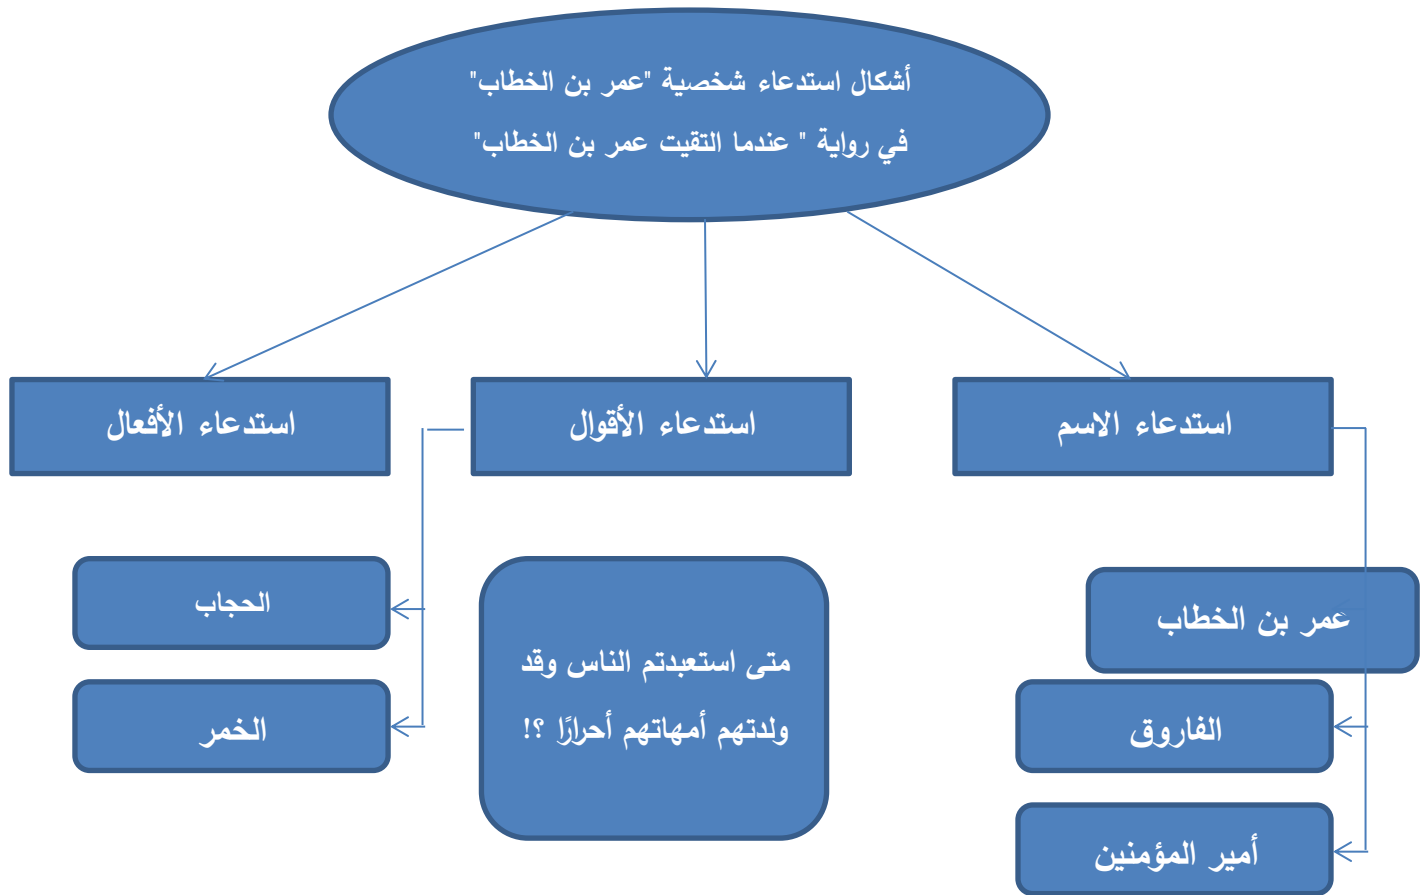 أشكال استدعاء شخصية "عمر بن الخطاب"
في رواية " عندما التقيت عمر بن الخطاب"
استدعاء الاسم
استدعاء الأقوال
استدعاء الأفعال
عمر بن الخطاب
الفاروق
أمير المؤمنين
متى استعبدتم الناس وقد
ولدتهم أمهاتهم أحرارًا ؟!
الحجاب
الخمر